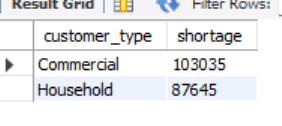 Result Grid Filter Rows:
customer_type shortage
Commercial 103035
Household 87645